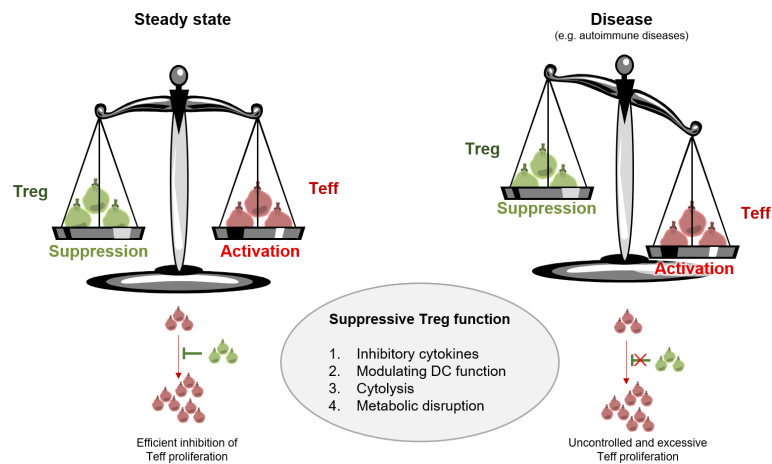 Steady state
Treg
Teff
Suppression
Activation
Efficient inhibition of
Teff proliferation
Suppressive Treg function
1. Inhibitory cytokines
2. Modulating DC function
3. Cytolysis
4. Metabolic disruption
Disease
(e.g. autoimmune diseases)
Treg
Suppression
Teff
Activation
Uncontrolled and excessive
Teff proliferation